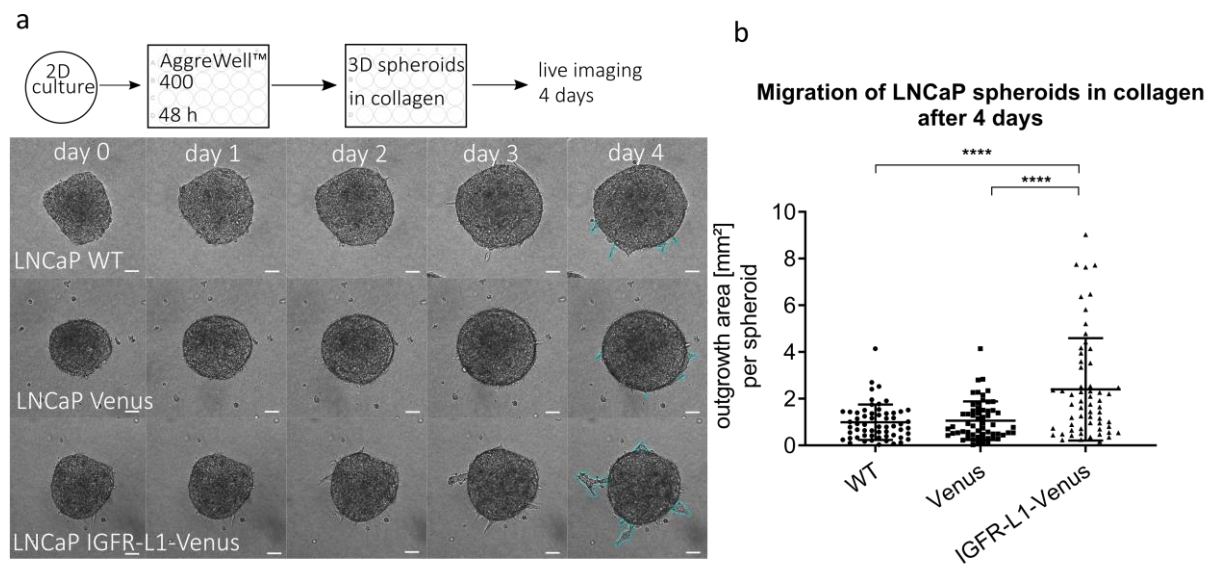 a
2D
culture
AggreWell™
400
48 h
3D spheroids
in collagen
live imaging
4 days
day 0
day 1
day 2
day 3
day 4
LNCaP WT
LNCaP Venus
LNCaP IGFR-L1-Venus
b
Migration of LNCaP spheroids in collagen
after 4 days
****
****
outgrowth area [mm²]
per spheroid
10
8
6
4
2
0
WT
Venus
IGFR-L1-Venus